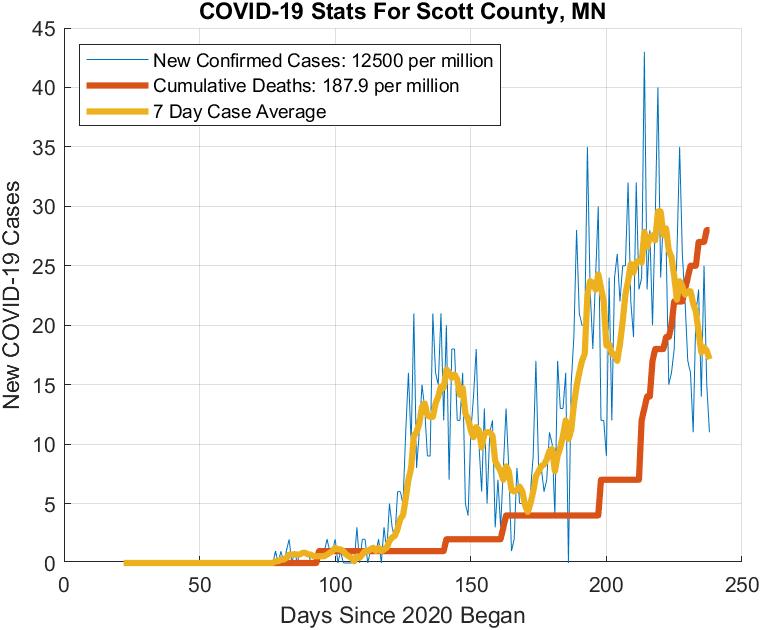 COVID-19 Stats For Scott County, MN
New Confirmed Cases: 12500 per million
Cumulative Deaths: 187.9 per million
7 Day Case Average
New COVID-19 Cases
45
40
35
30
25
20
15
10
5
0
0 50 100 150 200 250
Days Since 2020 Began